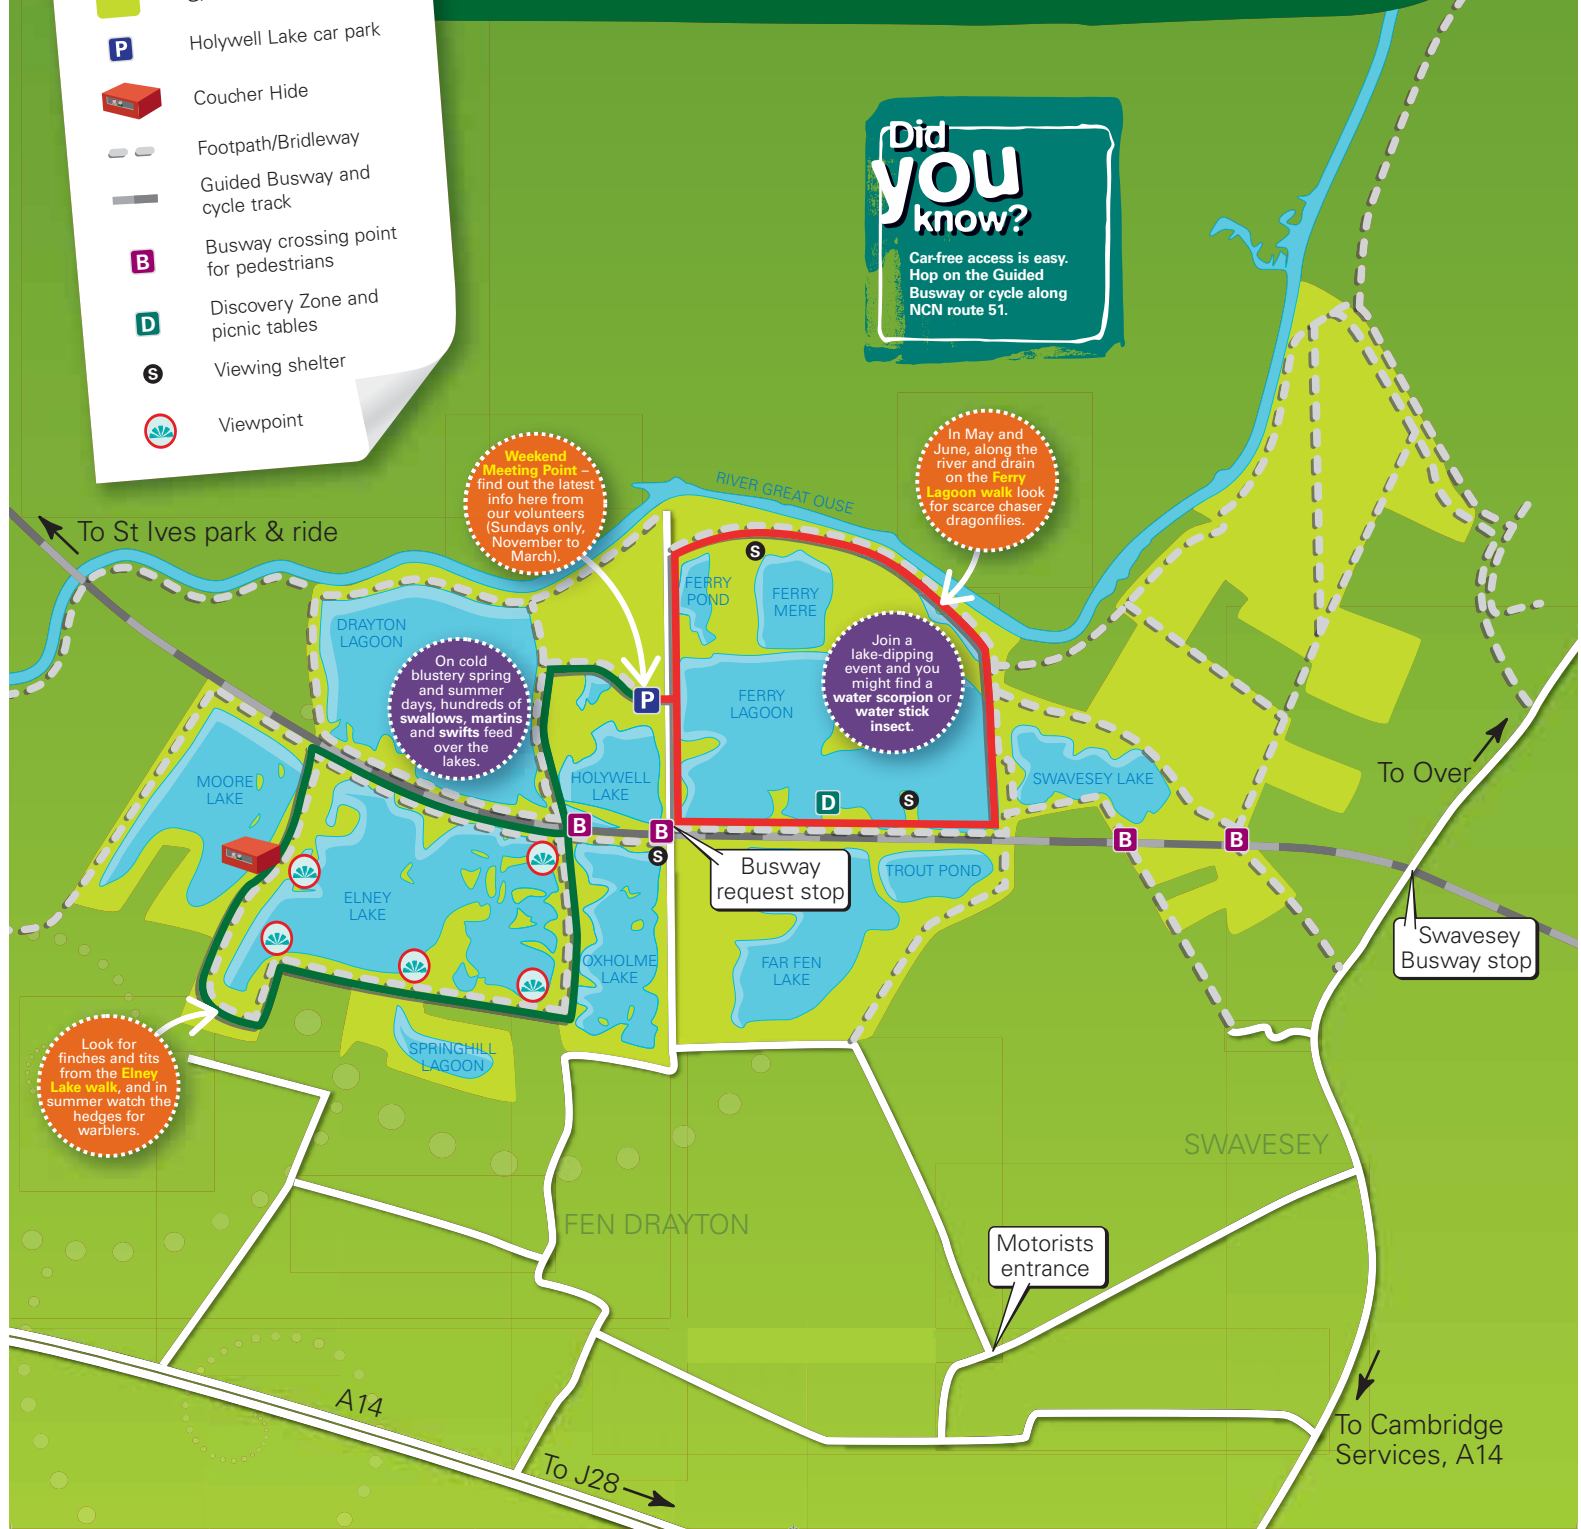 P
Holywell Lake car park
Coucher Hide
Footpath/Bridleway
Guided Busway and
cycle track
B
Busway crossing point
for pedestrians
D
Discovery Zone and
picnic tables
S
Viewing shelter
Viewpoint
Did
you
know?
Car-free access is easy.
Hop on the Guided
Busway or cycle along
NCN route 51.
Weekend
Meeting Point –
find out the latest
info here from
our volunteers
(Sundays only,
November to
March).
In May and
June, along the
river and drain
on the Ferry
Lagoon walk look
for scarce chaser
dragonflies.
RIVER GREAT OUSE
To St Ives park & ride
S
FERRY
POND
FERRY
MERE
DRAYTON
LAGOON
On cold
blustery spring
and summer
days, hundreds of
swallows, martins
and swifts feed
over the
lakes.
Join a
lake-dipping
event and you
might find a
water scorpion or
water stick
insect.
P
FERRY
LAGOON
MOORE
LAKE
HOLYWELL
LAKE
SWAVESEY LAKE
To Over
D
S
B
B
B
B
S
Busway
request stop
TROUT POND
ELNEY
LAKE
OXHOLME
LAKE
FAR FEN
LAKE
Swavesey
Busway stop
Look for
finches and tits
from the Elney
Lake walk, and in
summer watch the
hedges for
warblers.
SPRINGHILL
LAGOON
SWAVESEY
FEN DRAYTON
Motorists
entrance
A14
To J28
To Cambridge
Services, A14